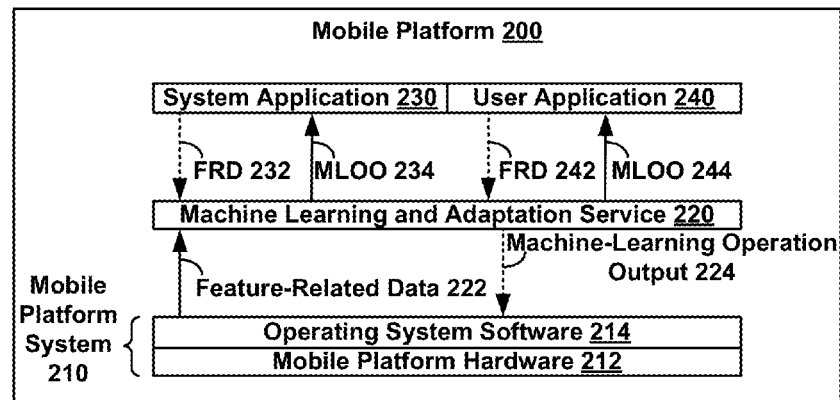 Mobile Platform 200
System Application 230
User Application 240
FRD 232
MLOO 234
FRD 242
MLOO 244
Machine Learning and Adaptation Service 220
Machine-Learning Operation
Output 224
Feature-Related Data 222
Mobile
Platform
System
210
Operating System Software 214
Mobile Platform Hardware 212